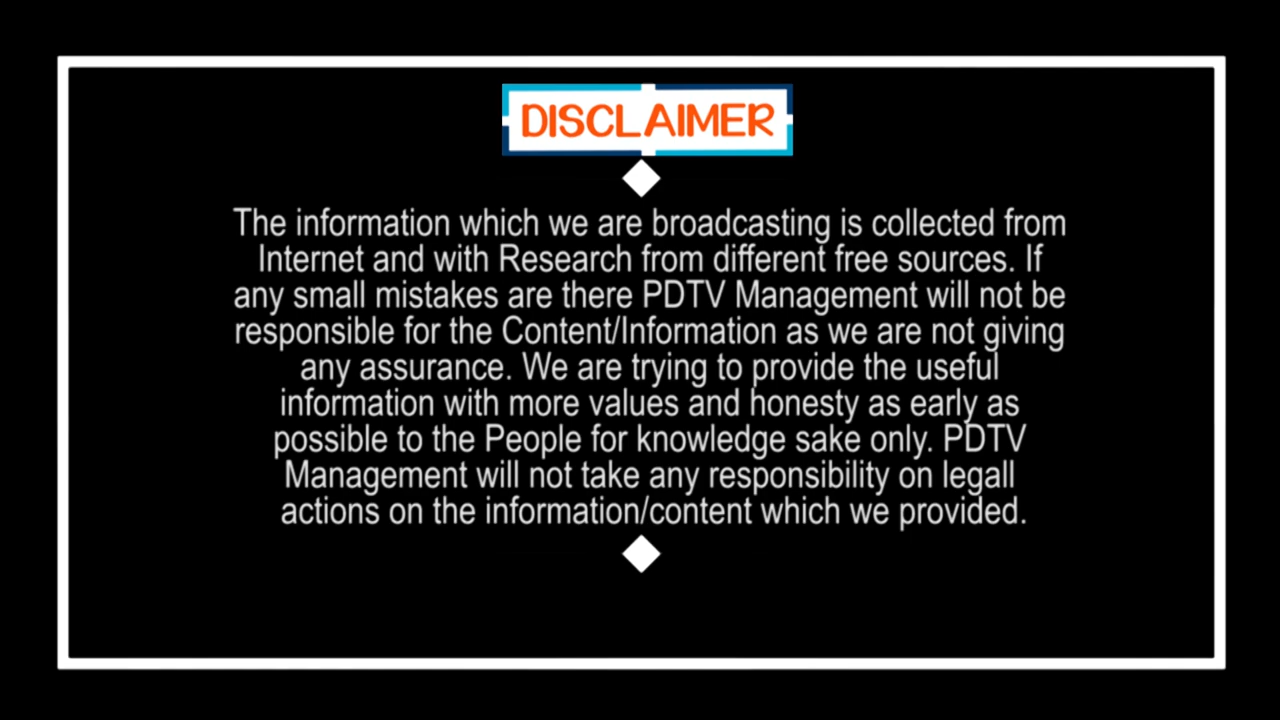 DISCLAIMER
The information which we are broadcasting is collected from
Internet and with Research from different free sources. If
any small mistakes are there PDTV Management will not be
responsible for the Content/Information as we are not giving
any assurance. We are trying to provide the useful
information with more values and honesty as early as
possible to the People for knowledge sake only. PDTV
Management will not take any responsibility on legall
actions on the information/content which we provided.